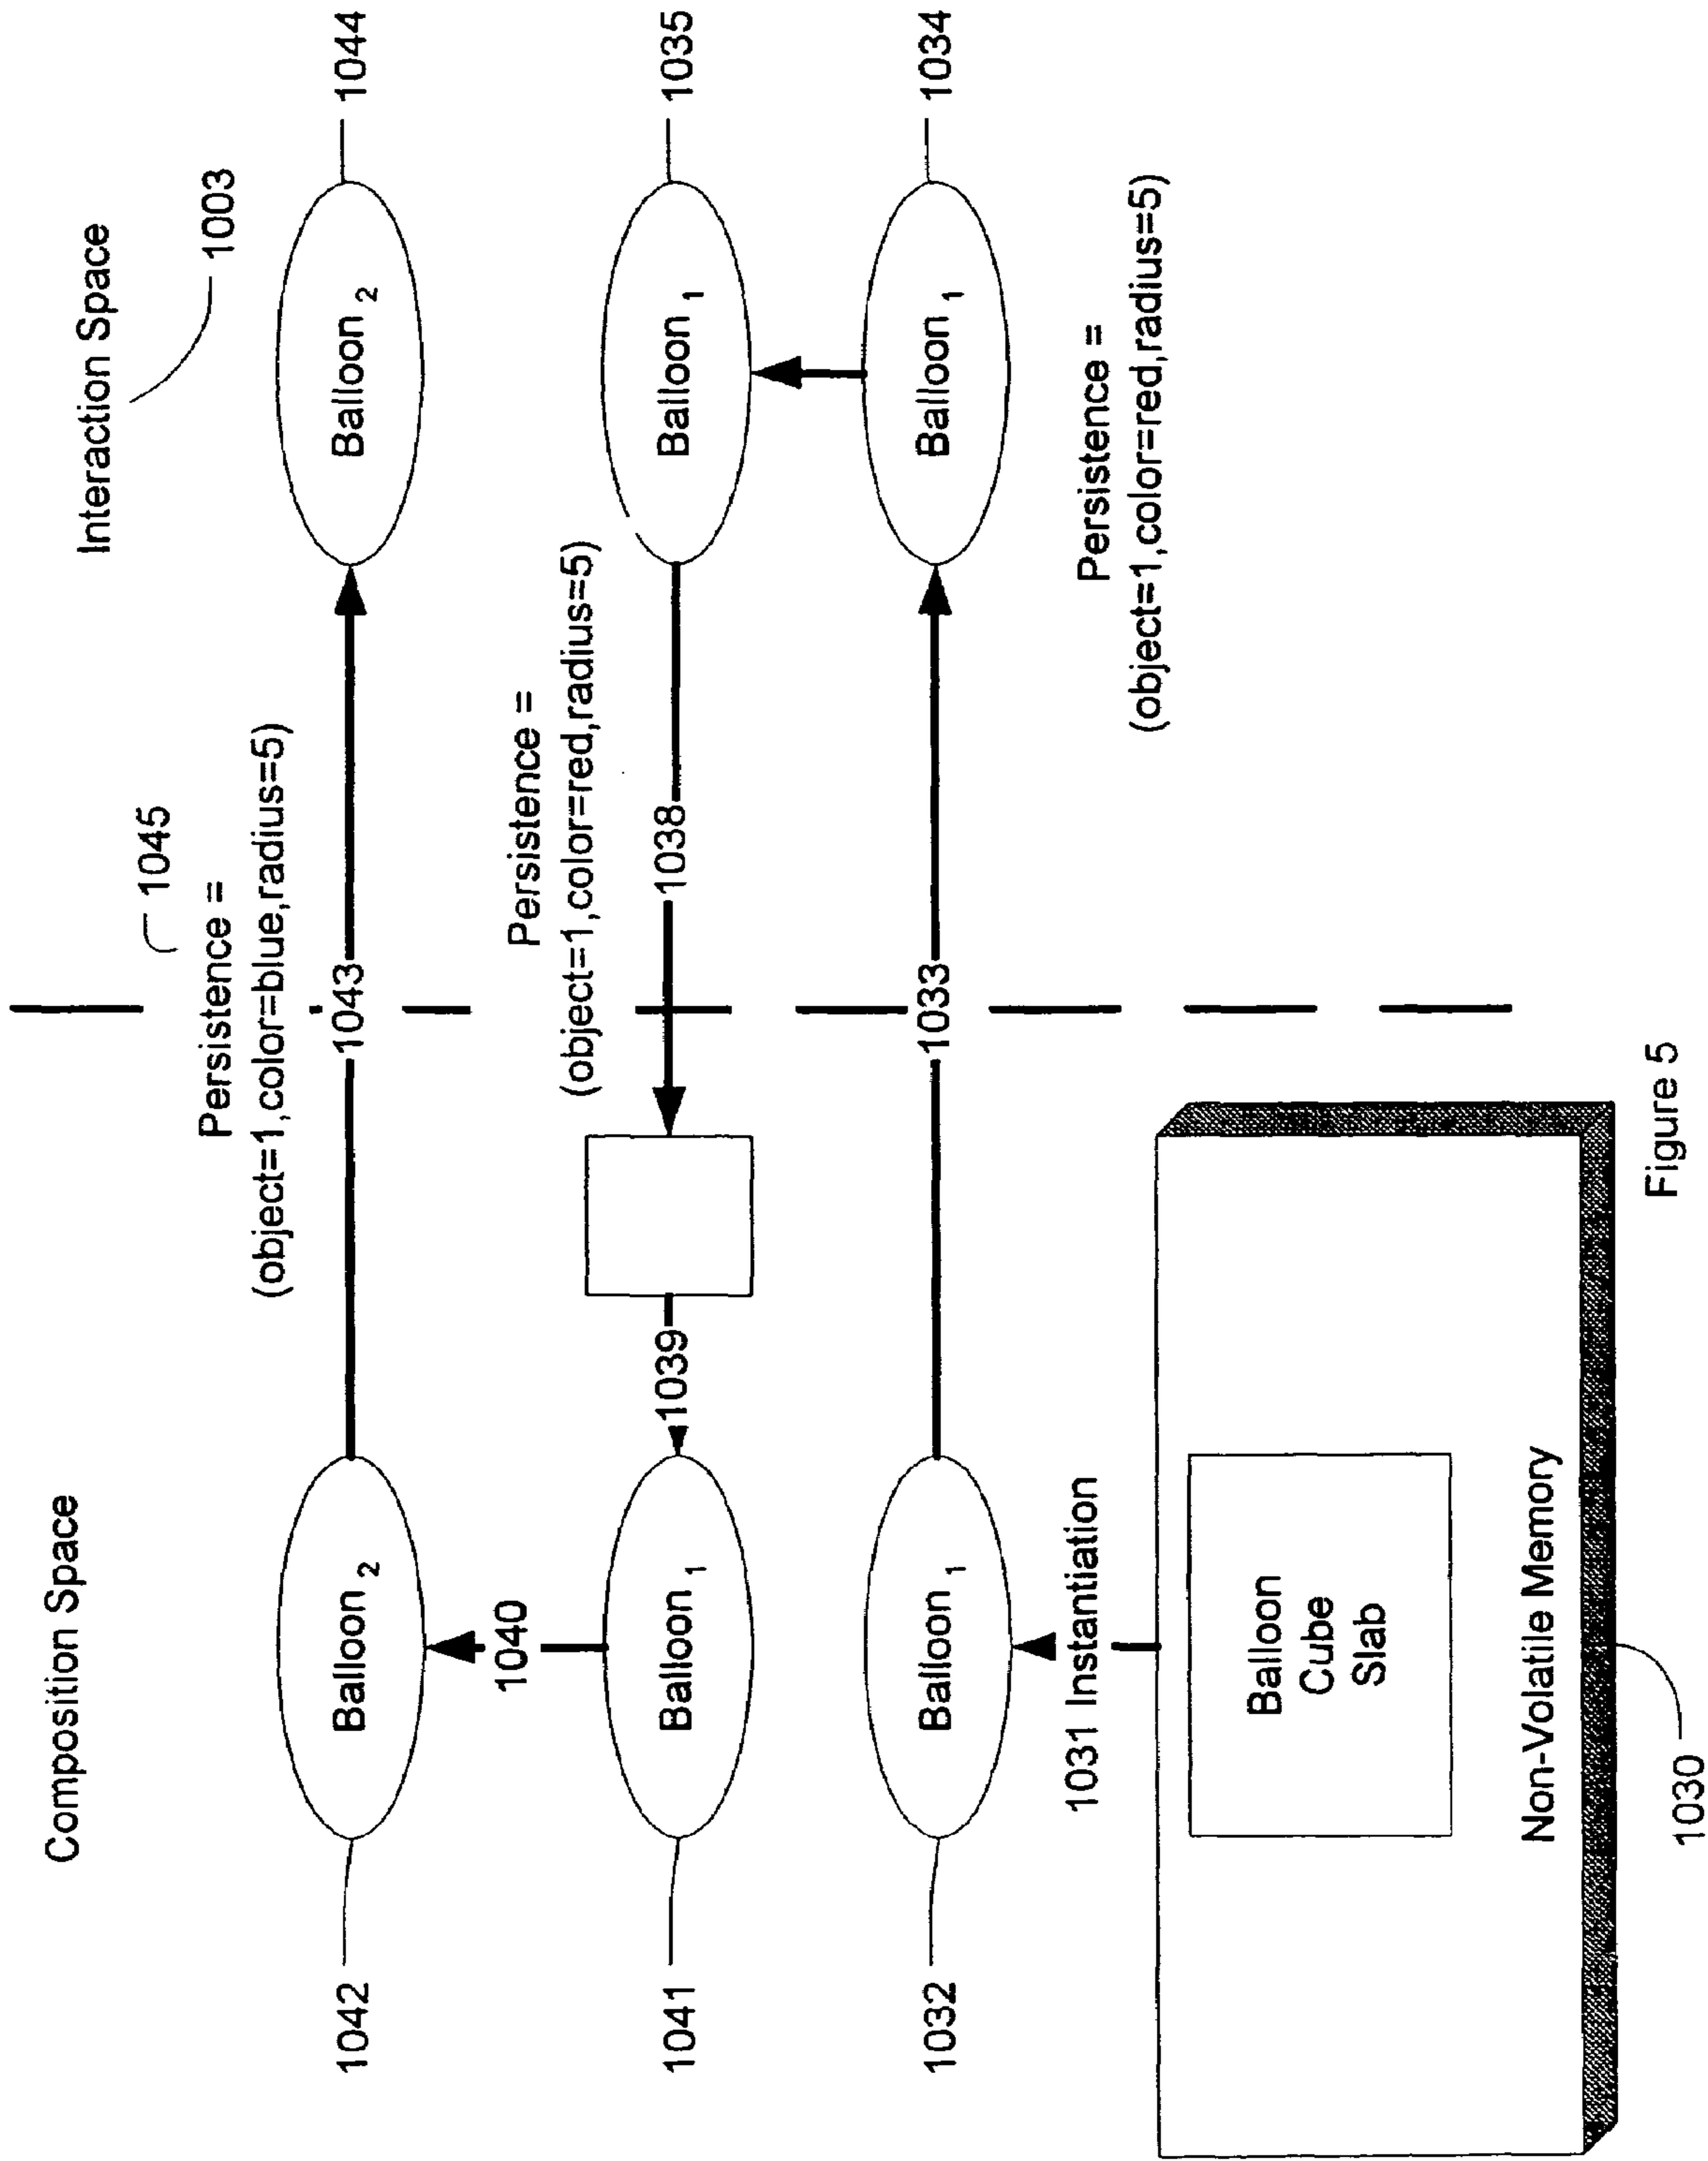 Composition Space
Interaction Space
1003
1045
Persistence =
(object=1,color=blue,radius=5)
1042
Balloon 2
1043
Balloon 2
1044
1040
Persistence =
(object=1,color=red,radius=5)
1041
Balloon 1
1039
1038
Balloon 1
1035
1032
Balloon 1
1033
Balloon 1
1034
1031 Instantiation
Persistence =
(object=1,color=red,radius=5)
Balloon
Cube
Slab
Non-Volatile Memory
1030
Figure 5